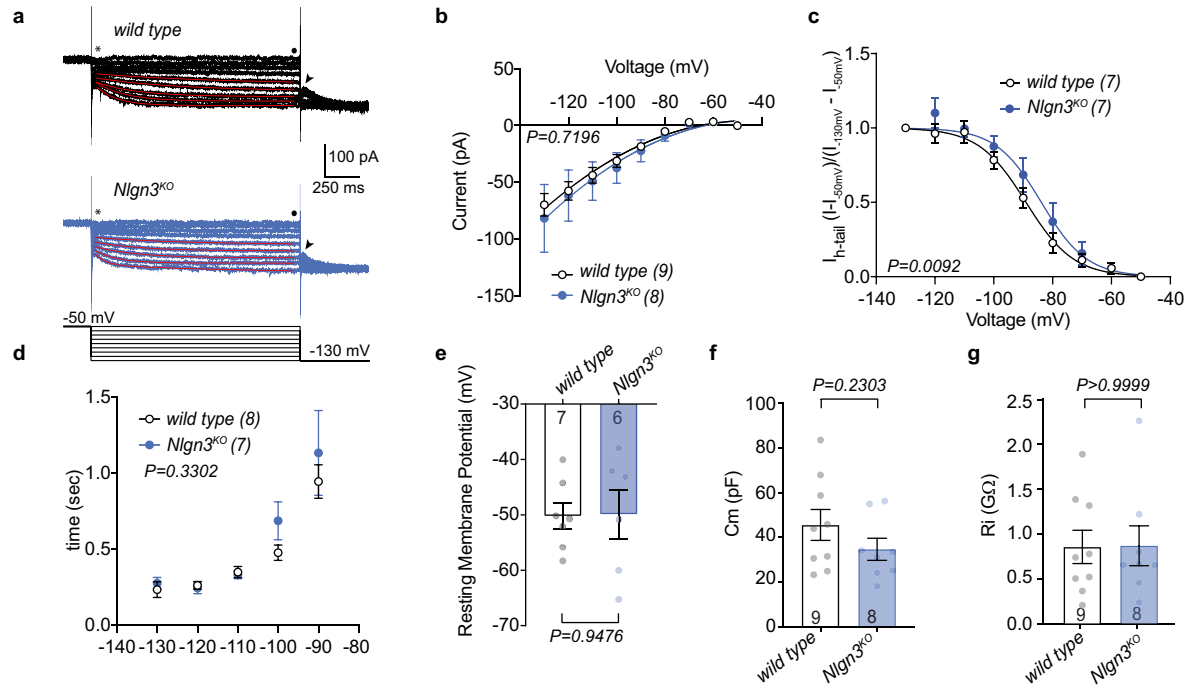 a
wild type
*
100 pA
250 ms
Nlgn3KO
*
-50 mV
-130 mV
b
Voltage (mV)
-120 -100 -80 -60 -40
50
0
-50
-100
-150
Current (pA)
P=0.7196
wild type (9)
Nlgn3KO (8)
c
1.5
1.0
0.5
0.0
Ih-tail (I-I-50mV)/(I-130mV - I-50mV)
wild type (7)
Nlgn3KO (7)
P=0.0092
-140 -120 -100 -80 -60 -40
Voltage (mV)
d
1.5
1.0
0.5
0.0
time (sec)
wild type (8)
Nlgn3KO (7)
P=0.3302
-140 -130 -120 -110 -100 -90 -80
e
wild type
Nlgn3KO
-30
-40
-50
-60
-70
Resting Membrane Potential (mV)
7
6
P=0.9476
f
P=0.2303
100
80
60
40
20
0
Cm (pF)
9
8
wild type
Nlgn3KO
g
P>0.9999
2.5
2.0
1.5
1.0
0.5
0.0
Ri (GΩ)
9
8
wild type
Nlgn3KO